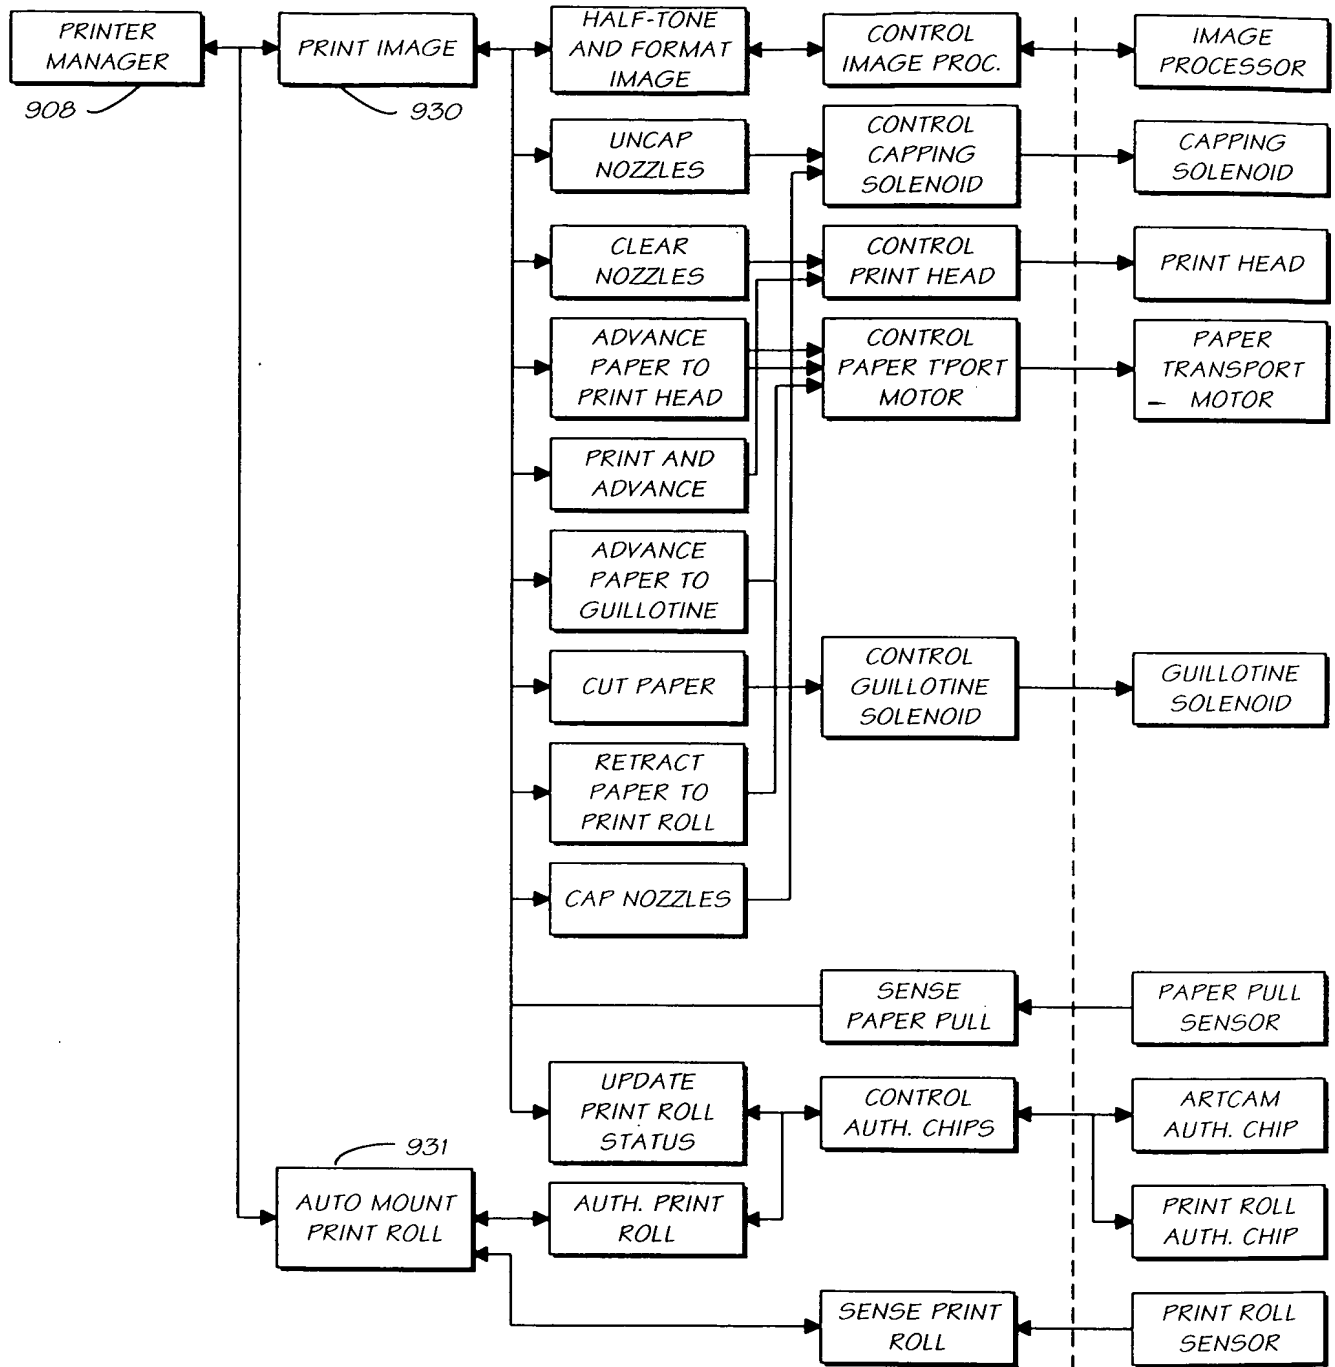 PRINTER
MANAGER
908
PRINT IMAGE
930
HALF-TONE
AND FORMAT
IMAGE
CONTROL
IMAGE PROC.
IMAGE
PROCESSOR
UNCAP
NOZZLES
CONTROL
CAPPING
SOLENOID
CAPPING
SOLENOID
CLEAR
NOZZLES
CONTROL
PRINT HEAD
PRINT HEAD
ADVANCE
PAPER TO
PRINT HEAD
CONTROL
PAPER T'PORT
MOTOR
PAPER
TRANSPORT
MOTOR
PRINT AND
ADVANCE
ADVANCE
PAPER TO
GUILLOTINE
CUT PAPER
CONTROL
GUILLOTINE
SOLENOID
GUILLOTINE
SOLENOID
RETRACT
PAPER TO
PRINT ROLL
CAP NOZZLES
SENSE
PAPER PULL
PAPER PULL
SENSOR
UPDATE
PRINT ROLL
STATUS
CONTROL
AUTH. CHIPS
ARTCAM
AUTH. CHIP
931
AUTO MOUNT
PRINT ROLL
AUTH. PRINT
ROLL
PRINT ROLL
AUTH. CHIP
SENSE PRINT
ROLL
PRINT ROLL
SENSOR